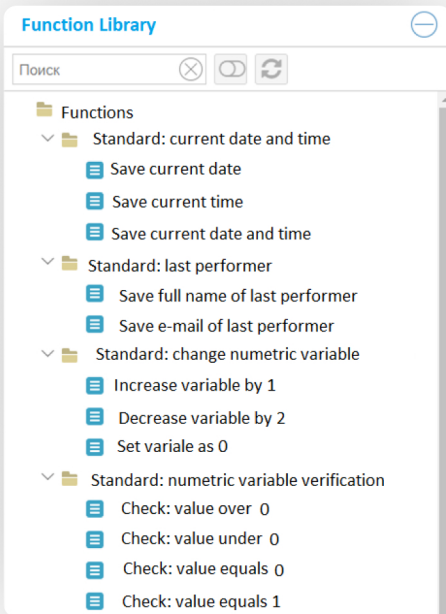 Function Library
Поиск
Functions
Standard: current date and time
Save current date
Save current time
Save current date and time
Standard: last performer
Save full name of last performer
Save e-mail of last performer
Standard: change numeric variable
Increase variable by 1
Decrease variable by 2
Set variale as 0
Standard: numeric variable verification
Check: value over 0
Check: value under 0
Check: value equals 0
Check: value equals 1